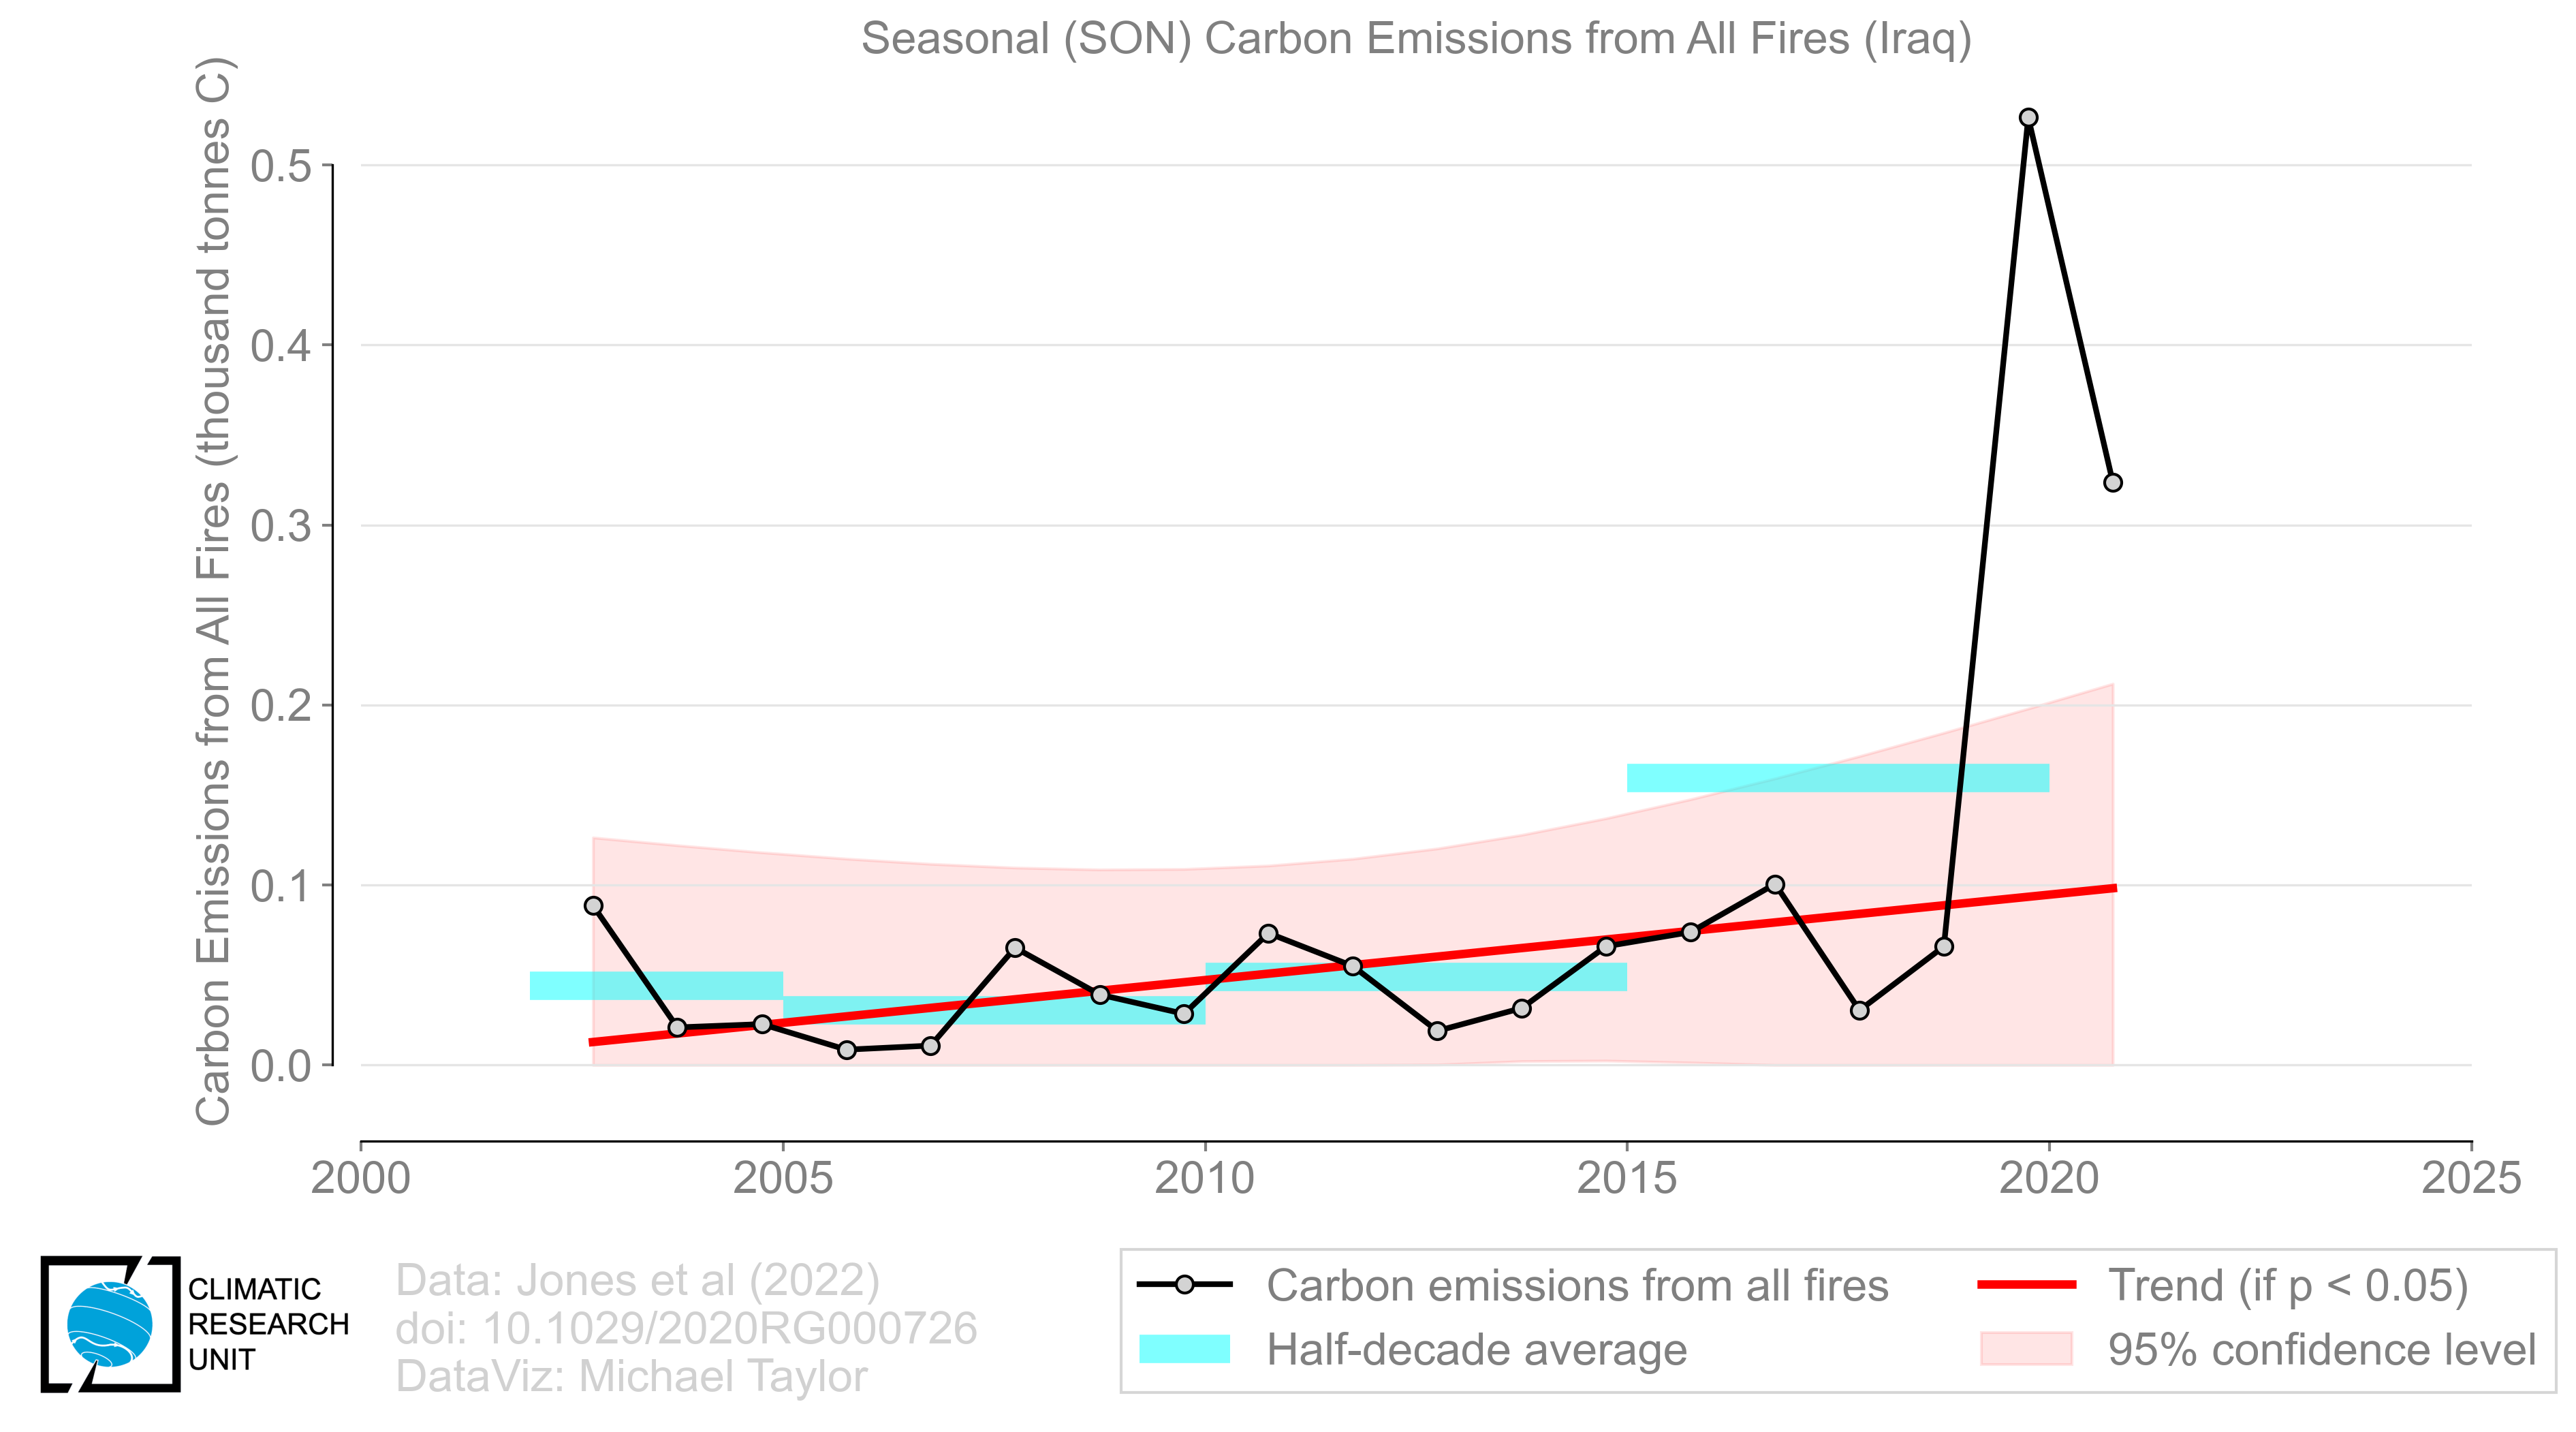 Seasonal (SON) Carbon Emissions from All Fires (Iraq)
Carbon Emissions from All Fires (thousand tonnes C)
0.5
0.4
0.3
0.2
0.1
0.0
2000 2005 2010 2015 2020 2025
CLIMATIC
RESEARCH
UNIT
Data: Jones et al (2022)
doi: 10.1029/2020RG000726
DataViz: Michael Taylor
Carbon emissions from all fires
Half-decade average
Trend (if p < 0.05)
95% confidence level